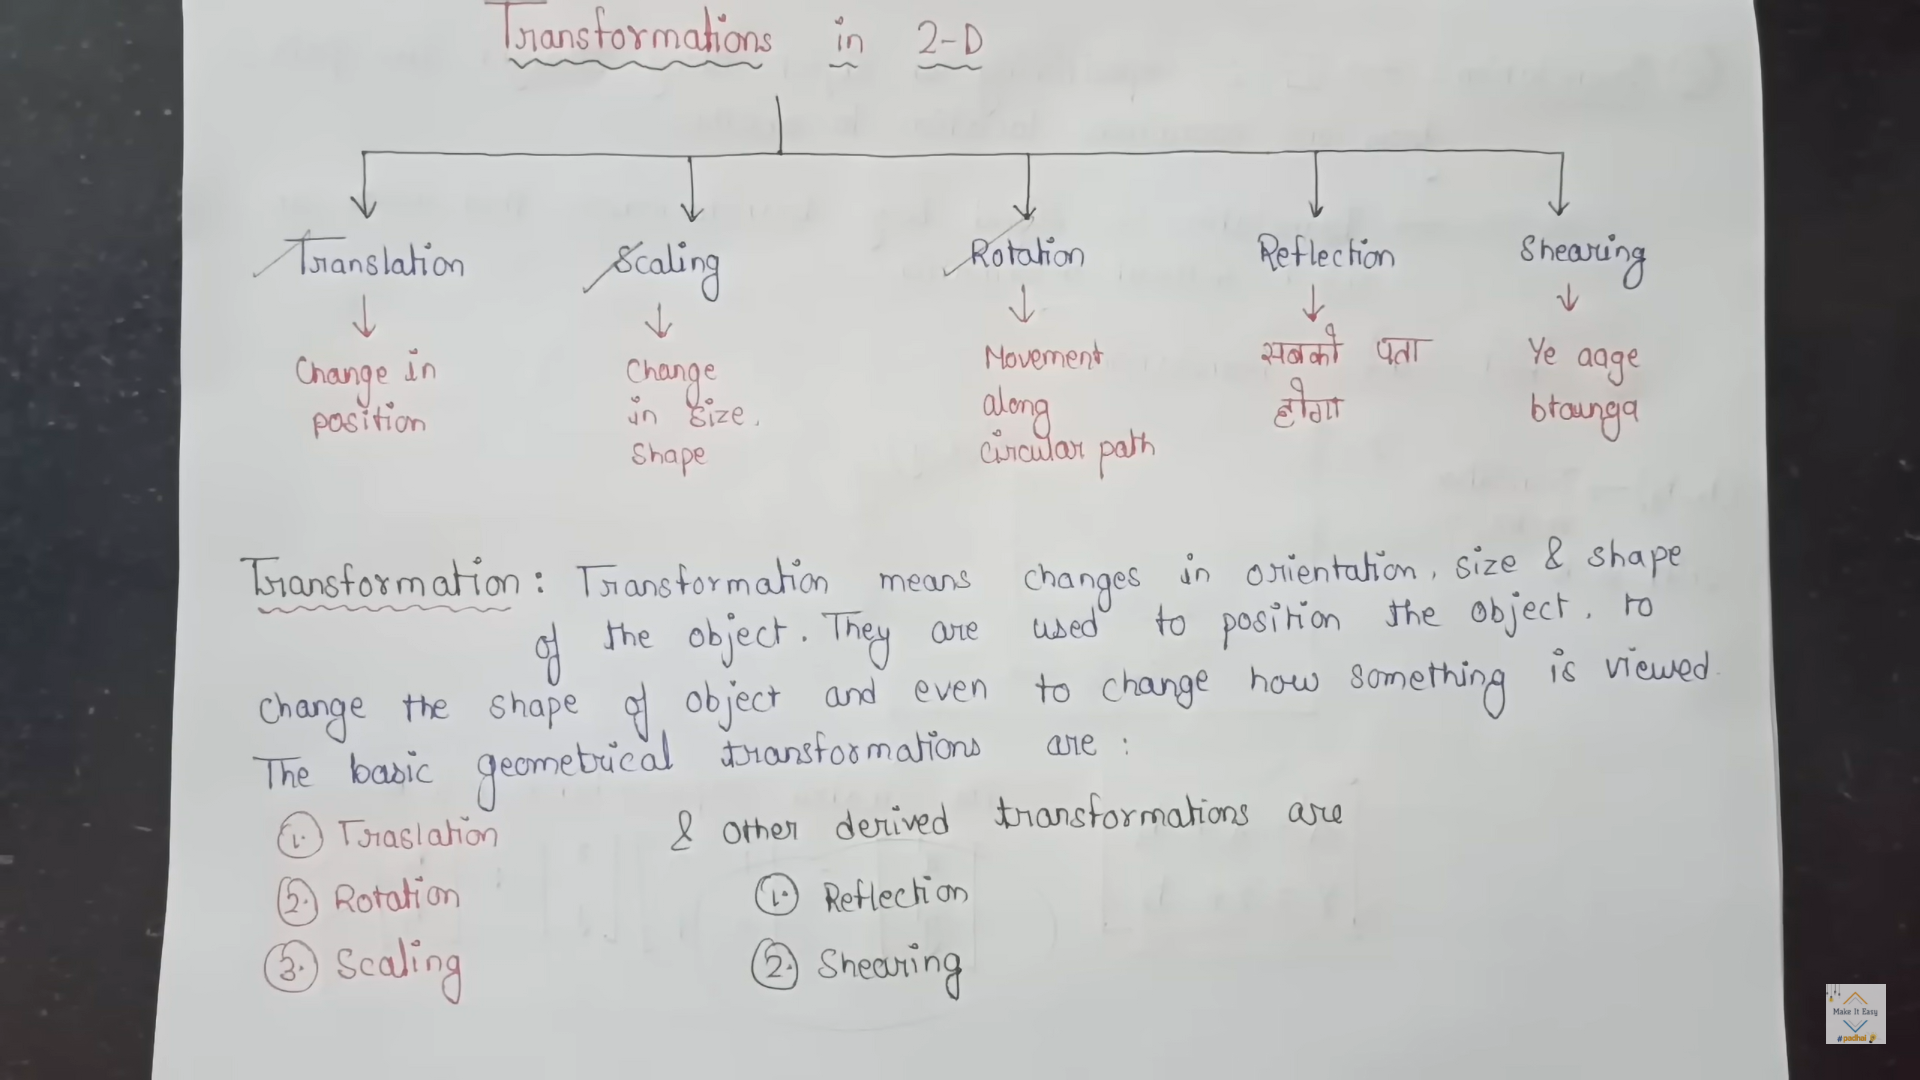 Transformations in 2-D
Translation Scaling Rotation Reflection Shearing
Change in position
Change in size, shape
Movement along circular path
सबको पता होगा
Ye aage btaunga
Transformation: Transformation means changes in orientation, size & shape
of the object. They are used to position the object, to
change the shape of object and even to change how something is viewed.
The basic geometrical transformations are:
1. Traslation
2. Rotation
3. Scaling
& other derived transformations are
1. Reflection
2. Shearing
Make It Easy
#padhai